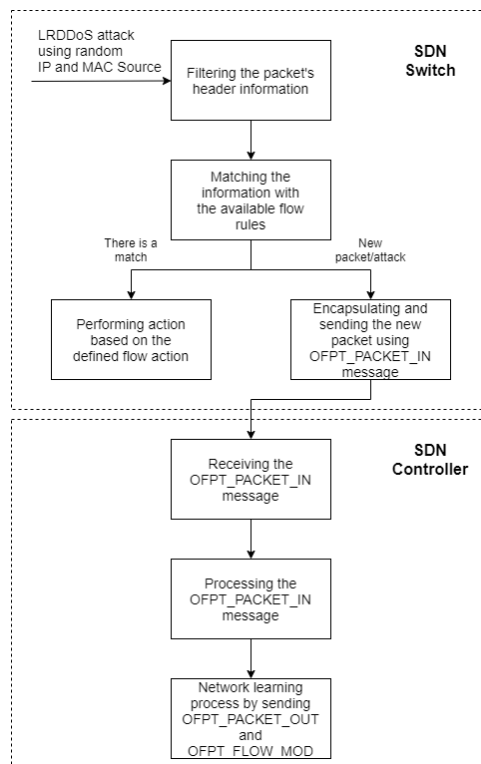 LRDDoS attack
using random
IP and MAC Source
SDN
Switch
Filtering the packet's
header information
Matching the
information with
the available flow
rules
There is a
match
New
packet/attack
Performing action
based on the
defined flow action
Encapsulating and
sending the new
packet using
OFPT_PACKET_IN
message
SDN
Controller
Receiving the
OFPT_PACKET_IN
message
Processing the
OFPT_PACKET_IN
message
Network learning
process by sending
OFPT_PACKET_OUT
and
OFPT_FLOW_MOD